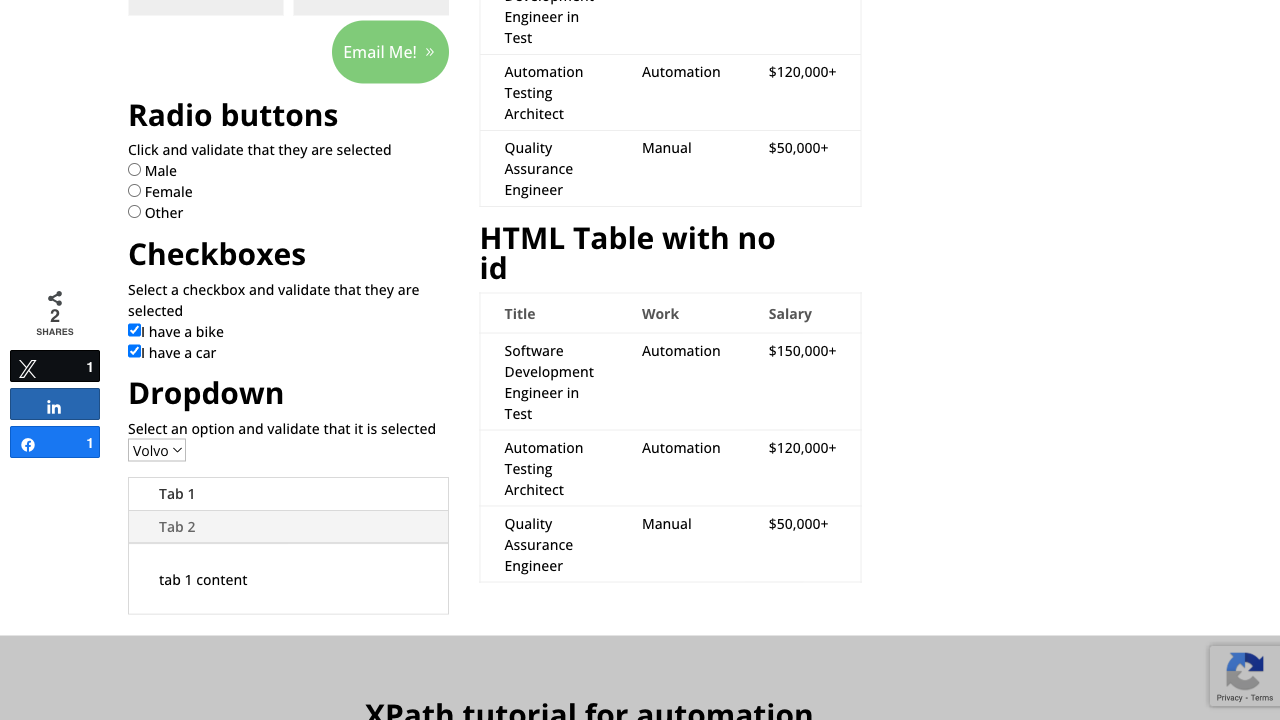 Email Me! »
Radio buttons
Click and validate that they are selected
Male
Female
Other
Checkboxes
Select a checkbox and validate that they are
selected
I have a bike
I have a car
Dropdown
Select an option and validate that it is selected
Volvo
Tab 1
Tab 2
tab 1 content
Engineer in
Test
Automation Automation $120,000+
Testing
Architect
Quality Manual $50,000+
Assurance
Engineer
HTML Table with no
id
Title Work Salary
Software Automation $150,000+
Development
Engineer in
Test
Automation Automation $120,000+
Testing
Architect
Quality Manual $50,000+
Assurance
Engineer
2
SHARES
1
in
1
XPath tutorial for automation
Privacy - Terms